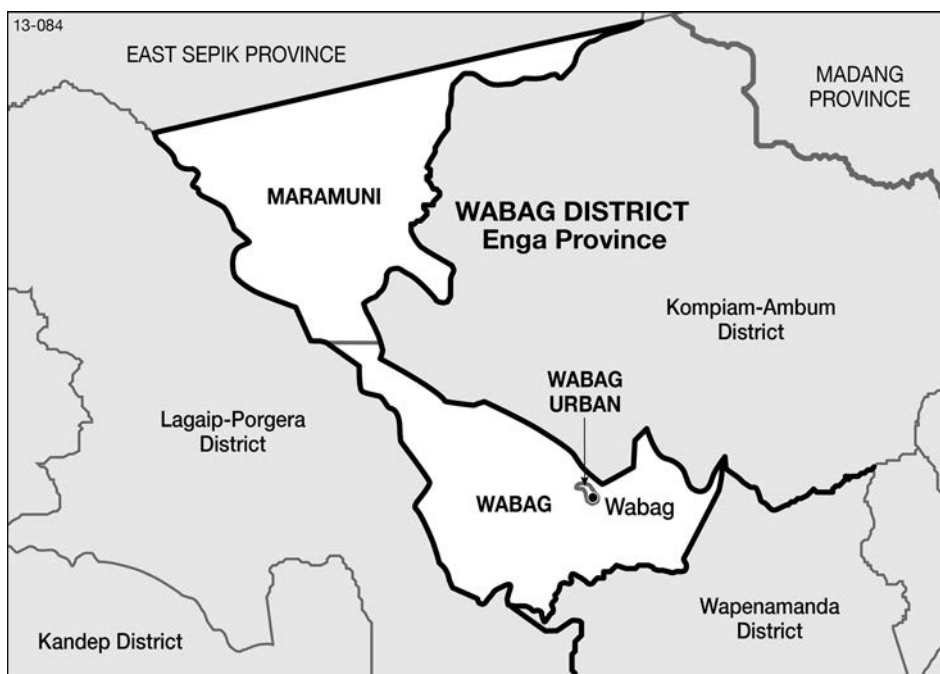 13-084
EAST SEPIK PROVINCE
MADANG
PROVINCE
MARAMUNI
WABAG DISTRICT
Enga Province
Kompiam-Ambum
District
WABAG
URBAN
Lagaip-Porgera
District
WABAG
Wabag
Wapenamanda
District
Kandep District